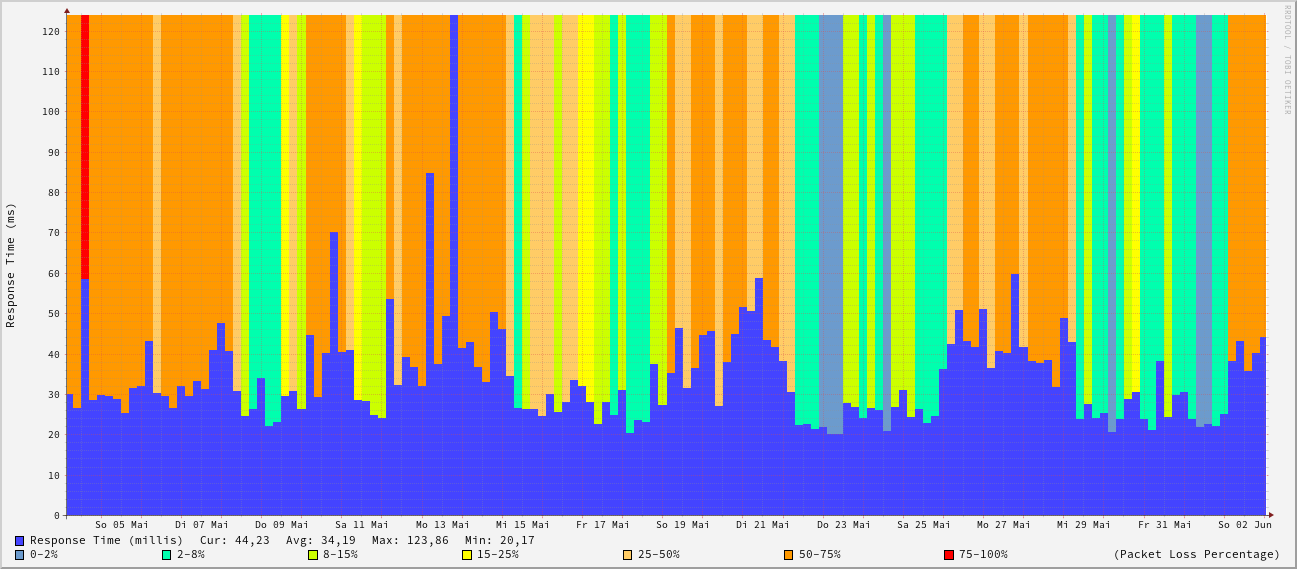 RRDTOOL / TOBI OETIKER
Response Time (ms)
120
110
100
90
80
70
60
50
40
30
20
10
0
So 05 Mai Di 07 Mai Do 09 Mai Sa 11 Mai Mo 13 Mai Mi 15 Mai Fr 17 Mai So 19 Mai Di 21 Mai Do 23 Mai Sa 25 Mai Mo 27 Mai Mi 29 Mai Fr 31 Mai So 02 Jun
Response Time (millis) Cur: 44,23 Avg: 34,19 Max: 123,86 Min: 20,17
0-2% 2-8% 8-15% 15-25% 25-50% 50-75% 75-100% (Packet Loss Percentage)